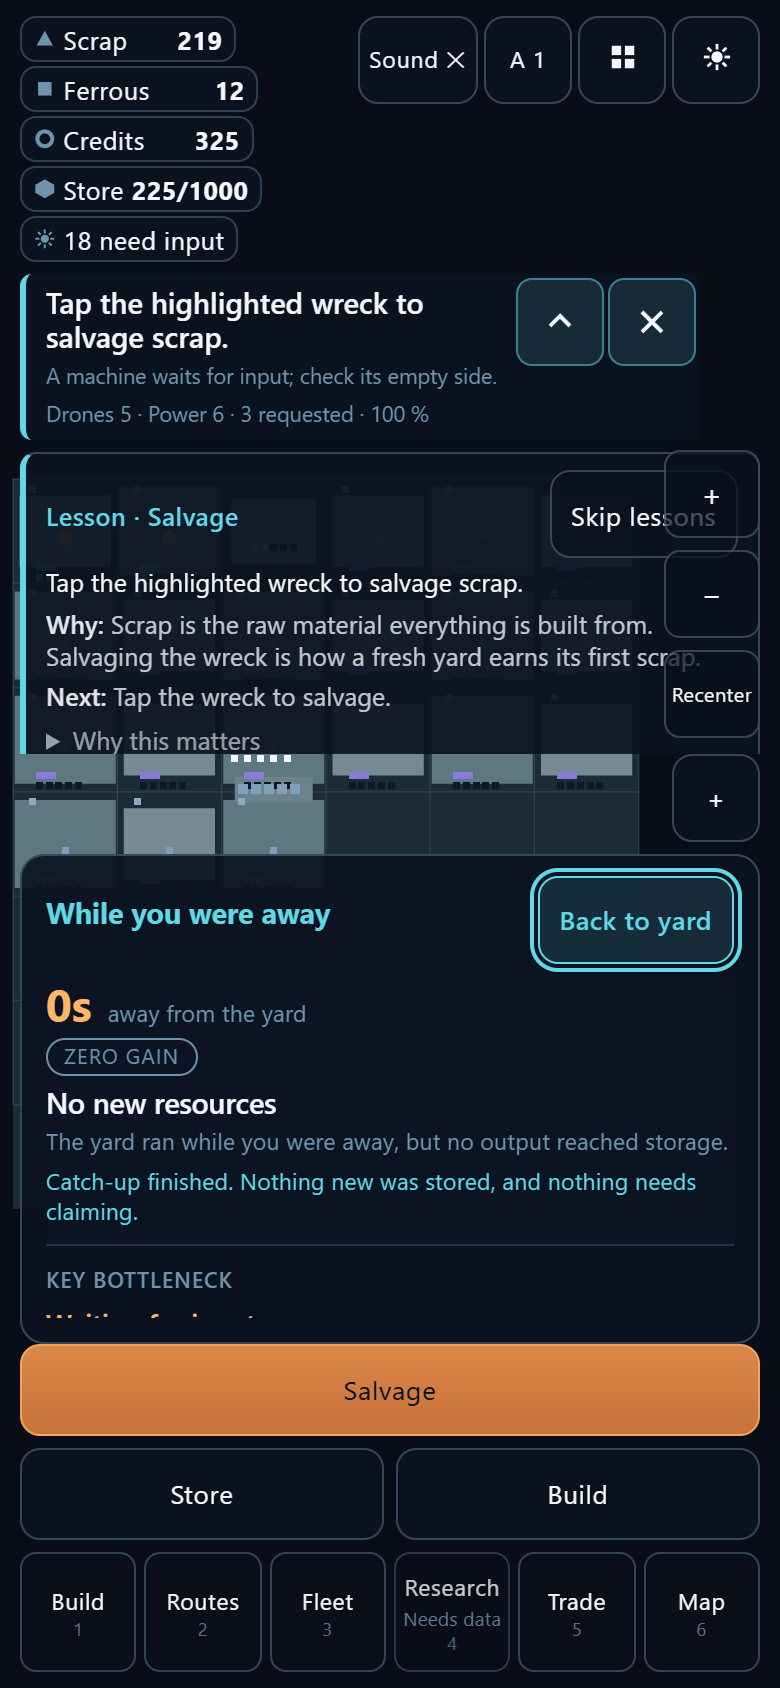 Scrap 219
Sound
A 1
Ferrous 12
Credits 325
Store 225/1000
18 need input
Tap the highlighted wreck to
salvage scrap.
A machine waits for input; check its empty side.
Drones 5 · Power 6 · 3 requested · 100 %
Lesson · Salvage
Skip lessons
+
Tap the highlighted wreck to salvage scrap.
−
Why: Scrap is the raw material everything is built from.
Salvaging the wreck is how a fresh yard earns its first scrap.
Recenter
Next: Tap the wreck to salvage.
Why this matters
+
While you were away
Back to yard
0s away from the yard
ZERO GAIN
No new resources
The yard ran while you were away, but no output reached storage.
Catch-up finished. Nothing new was stored, and nothing needs
claiming.
KEY BOTTLENECK
Salvage
Store
Build
Build
1
Routes
2
Fleet
3
Research
Needs data
4
Trade
5
Map
6